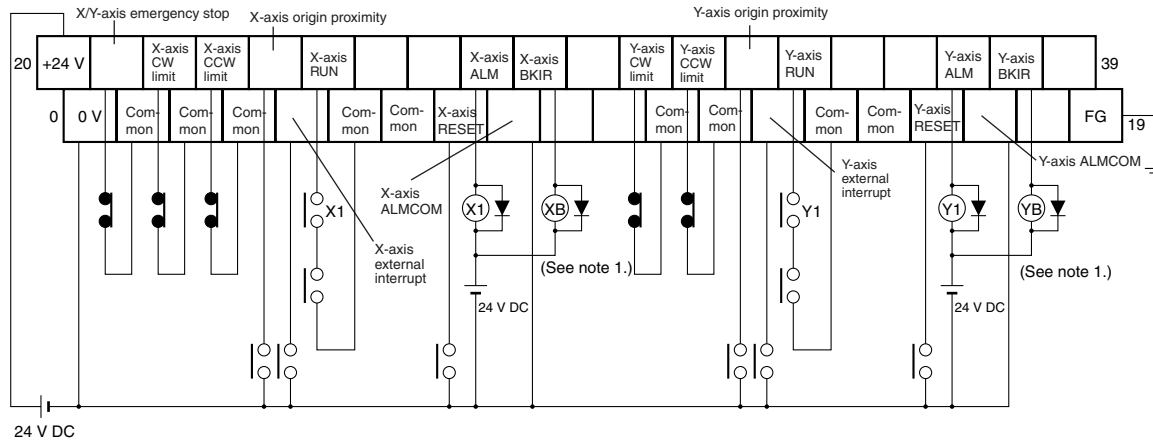 X/Y-axis emergency stop
X-axis origin proximity
Y-axis origin proximity
20
+24 V
X-axis
CW
limit
X-axis
CCW
limit
X-axis
RUN
X-axis
ALM
X-axis
BKIR
Y-axis
CW
limit
Y-axis
CCW
limit
Y-axis
RUN
Y-axis
ALM
Y-axis
BKIR
39
0
0 V
Com-
mon
Com-
mon
Com-
mon
Com-
mon
Com-
mon
X-axis
RESET
Com-
mon
Com-
mon
Com-
mon
Com-
mon
Y-axis
RESET
FG
19
X-axis
ALMCOM
Y-axis
external
interrupt
Y-axis ALMCOM
X1
X1
XB
Y1
Y1
YB
X-axis
external
interrupt
(See note 1.)
(See note 1.)
24 V DC
24 V DC
24 V DC